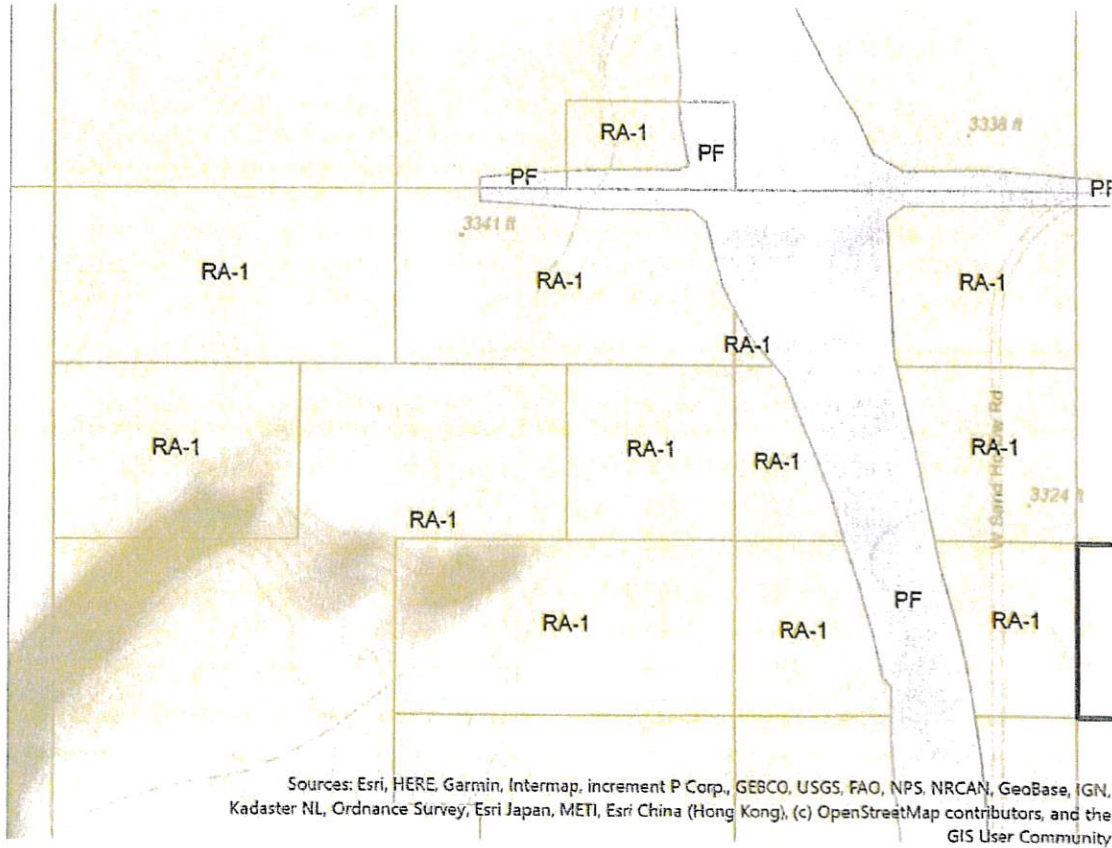 RA-1
3338 ft
PF
PF
PF
3341 ft
RA-1
RA-1
RA-1
RA-1
RA-1
RA-1
RA-1
RA-1
W Sand Hollow Rd
3324 ft
RA-1
PF
RA-1
RA-1
RA-1
Sources: Esri, HERE, Garmin, Intermap, increment P Corp., GEBCO, USGS, FAO, NPS, NRCAN, GeoBase, IGN,
Kadaster NL, Ordnance Survey, Esri Japan, METI, Esri China (Hong Kong), (c) OpenStreetMap contributors, and the
GIS User Community